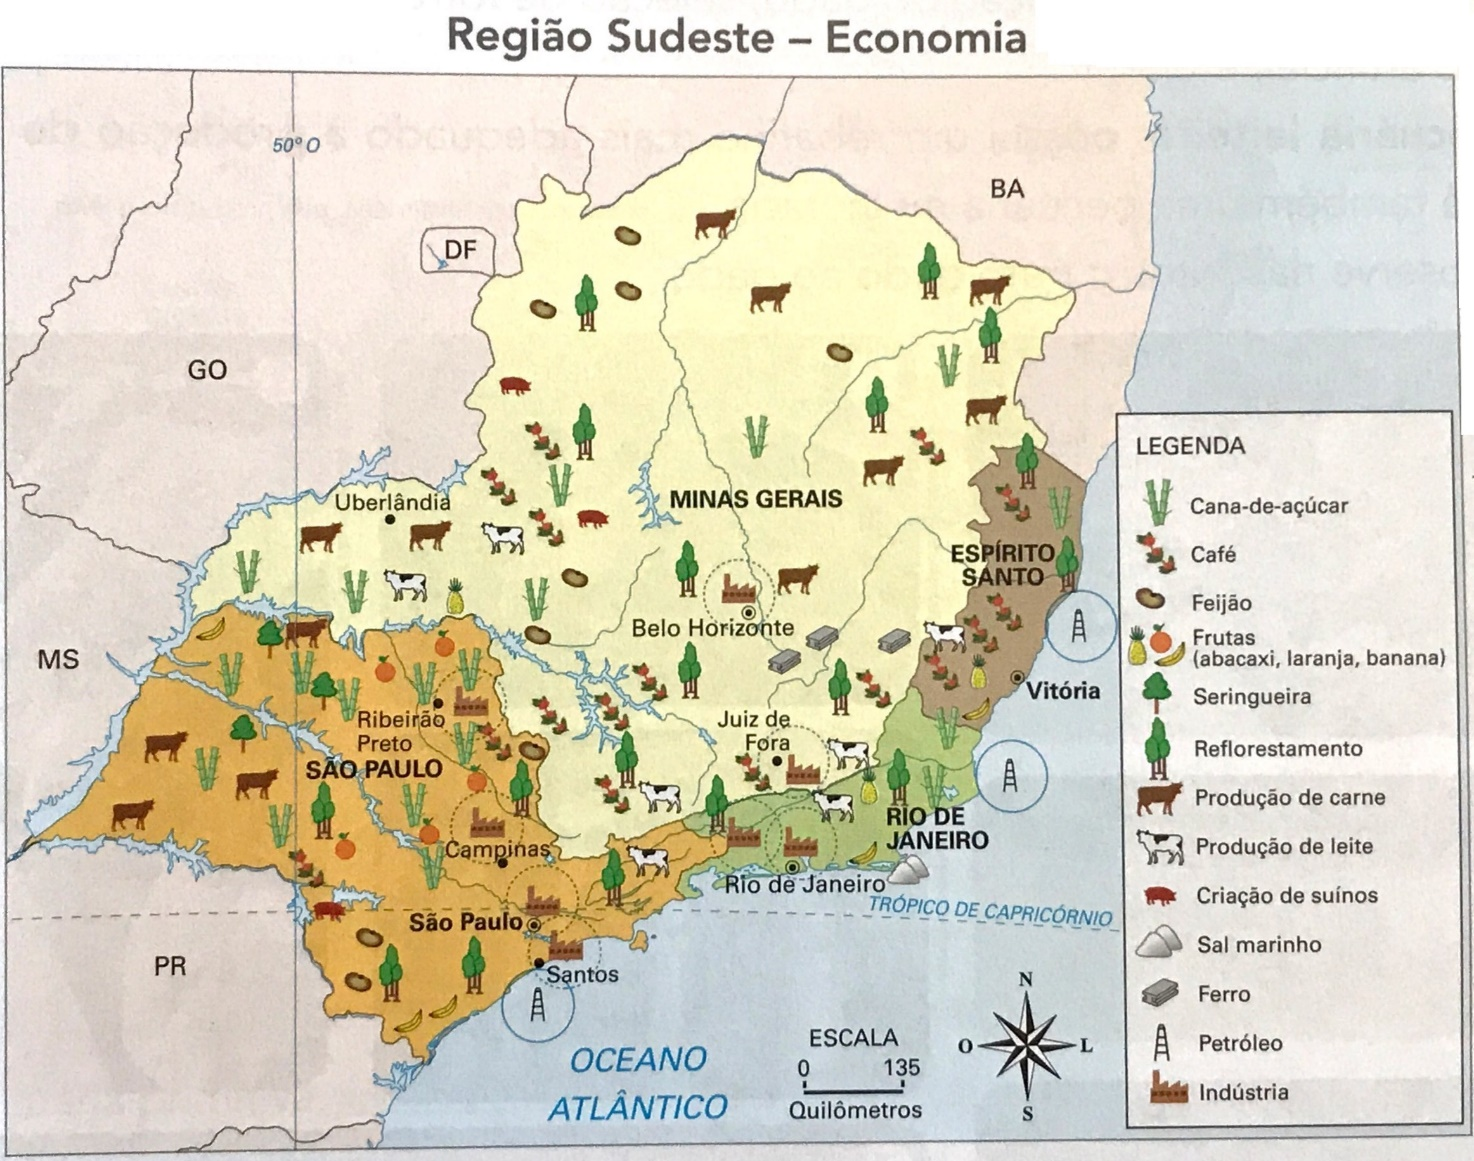 Região Sudeste – Economia
50° O
BA
DF
GO
Uberlândia
MINAS GERAIS
ESPÍRITO
SANTO
Belo Horizonte
MS
Vitória
Ribeirão
Preto
Juiz de
Fora
SÃO PAULO
RIO DE
JANEIRO
Campinas
Rio de Janeiro
TRÓPICO DE CAPRICÓRNIO
São Paulo
PR
Santos
OCEANO
ATLÂNTICO
ESCALA
0 135
Quilômetros
N
O L
S
LEGENDA
Cana-de-açúcar
Café
Feijão
Frutas
(abacaxi, laranja, banana)
Seringueira
Reflorestamento
Produção de carne
Produção de leite
Criação de suínos
Sal marinho
Ferro
Petróleo
Indústria